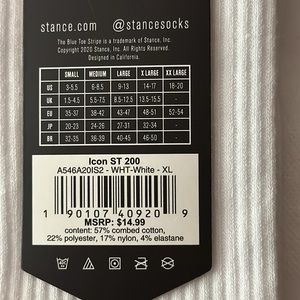 stance.com @stancesocks
The Blue Toe Stripe is a trademark of Stance, Inc.
Copyright 2020 Stance, Inc. All Rights Reserved.
Designed in California.
SMALL MEDIUM LARGE X LARGE XX LARGE
US 3-5.5 6-8.5 9-13 14-17 18-20
UK 1.5-4.5 5.5-7.5 8.5-12.5 13.5-15.5 -
EU 35-37 38-42 43-47 48-51 52-54
JP 20-23 24-26 27-31 32-34 -
BR 32-35 36-39 40-45 46-50 -
Icon ST 200
A546A20IS2 - WHT-White - XL
1 90107 40920 9
MSRP: $14.99
content: 57% combed cotton,
22% polyester, 17% nylon, 4% elastane